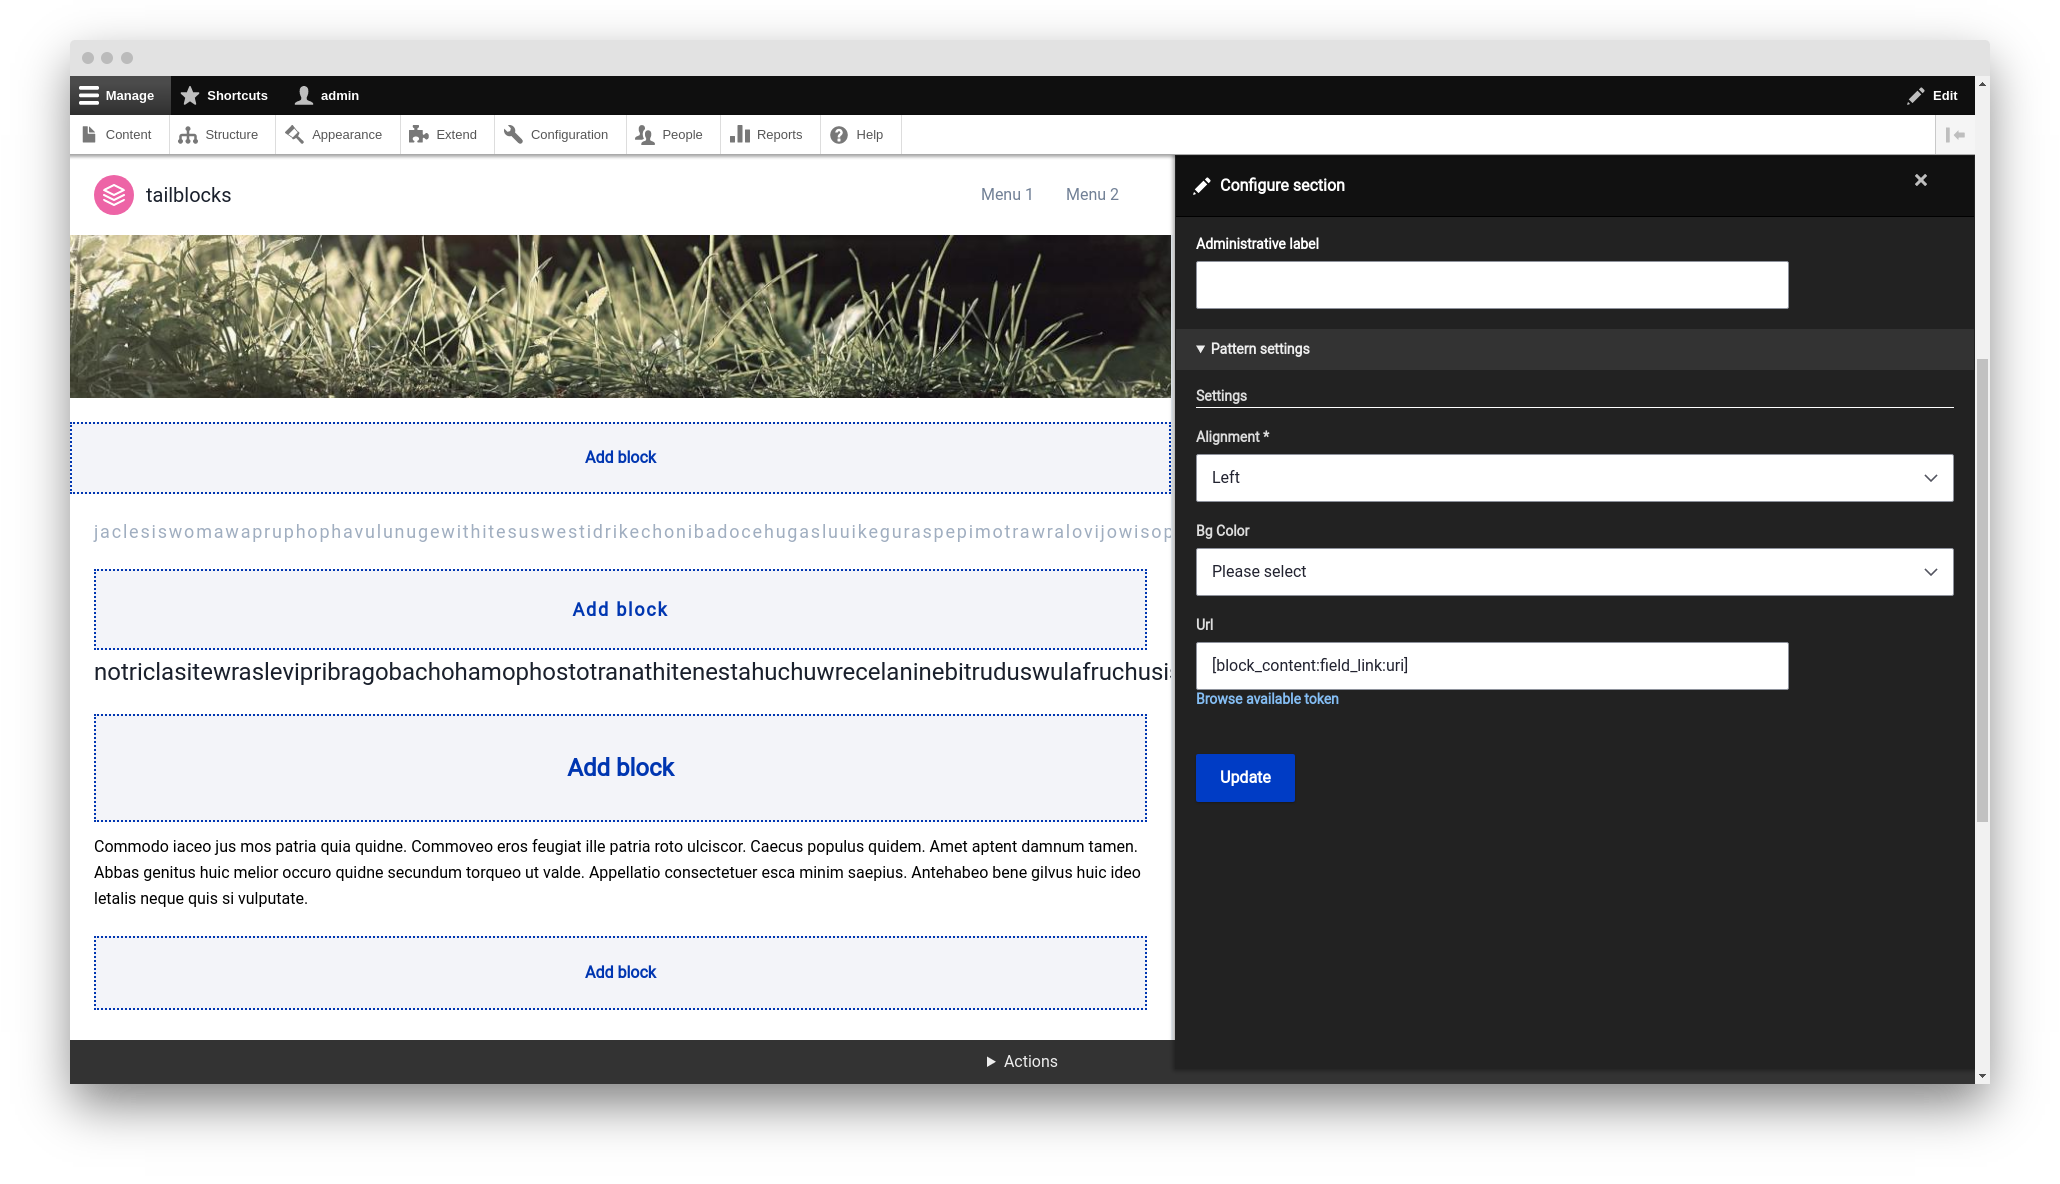 Manage Shortcuts admin Edit
Content Structure Appearance Extend Configuration People Reports Help
tailblocks Menu 1 Menu 2
Add block
jaclesiswomawapruphophavulunugewithitesuswestidrikechonibadocehugasluuikeguraspepimotrawralovijowisop
Add block
notriclasitewraslevipribragobachohamophostotranathitenestahuchuwrecelaninebitruduswulafruchusi
Add block
Commodo iaceo jus mos patria quia quidne. Commoveo eros feugiat ille patria roto ulciscor. Caecus populus quidem. Amet aptent damnum tamen.
Abbas genitus huic melior occuro quidne secundum torqueo ut valde. Appellatio consectetuer esca minim saepius. Antehabeo bene gilvus huic ideo
letalis neque quis si vulputate.
Add block
Actions
Configure section
Administrative label
Pattern settings
Settings
Alignment *
Left
Bg Color
Please select
Url
[block_content:field_link:uri]
Browse available token
Update